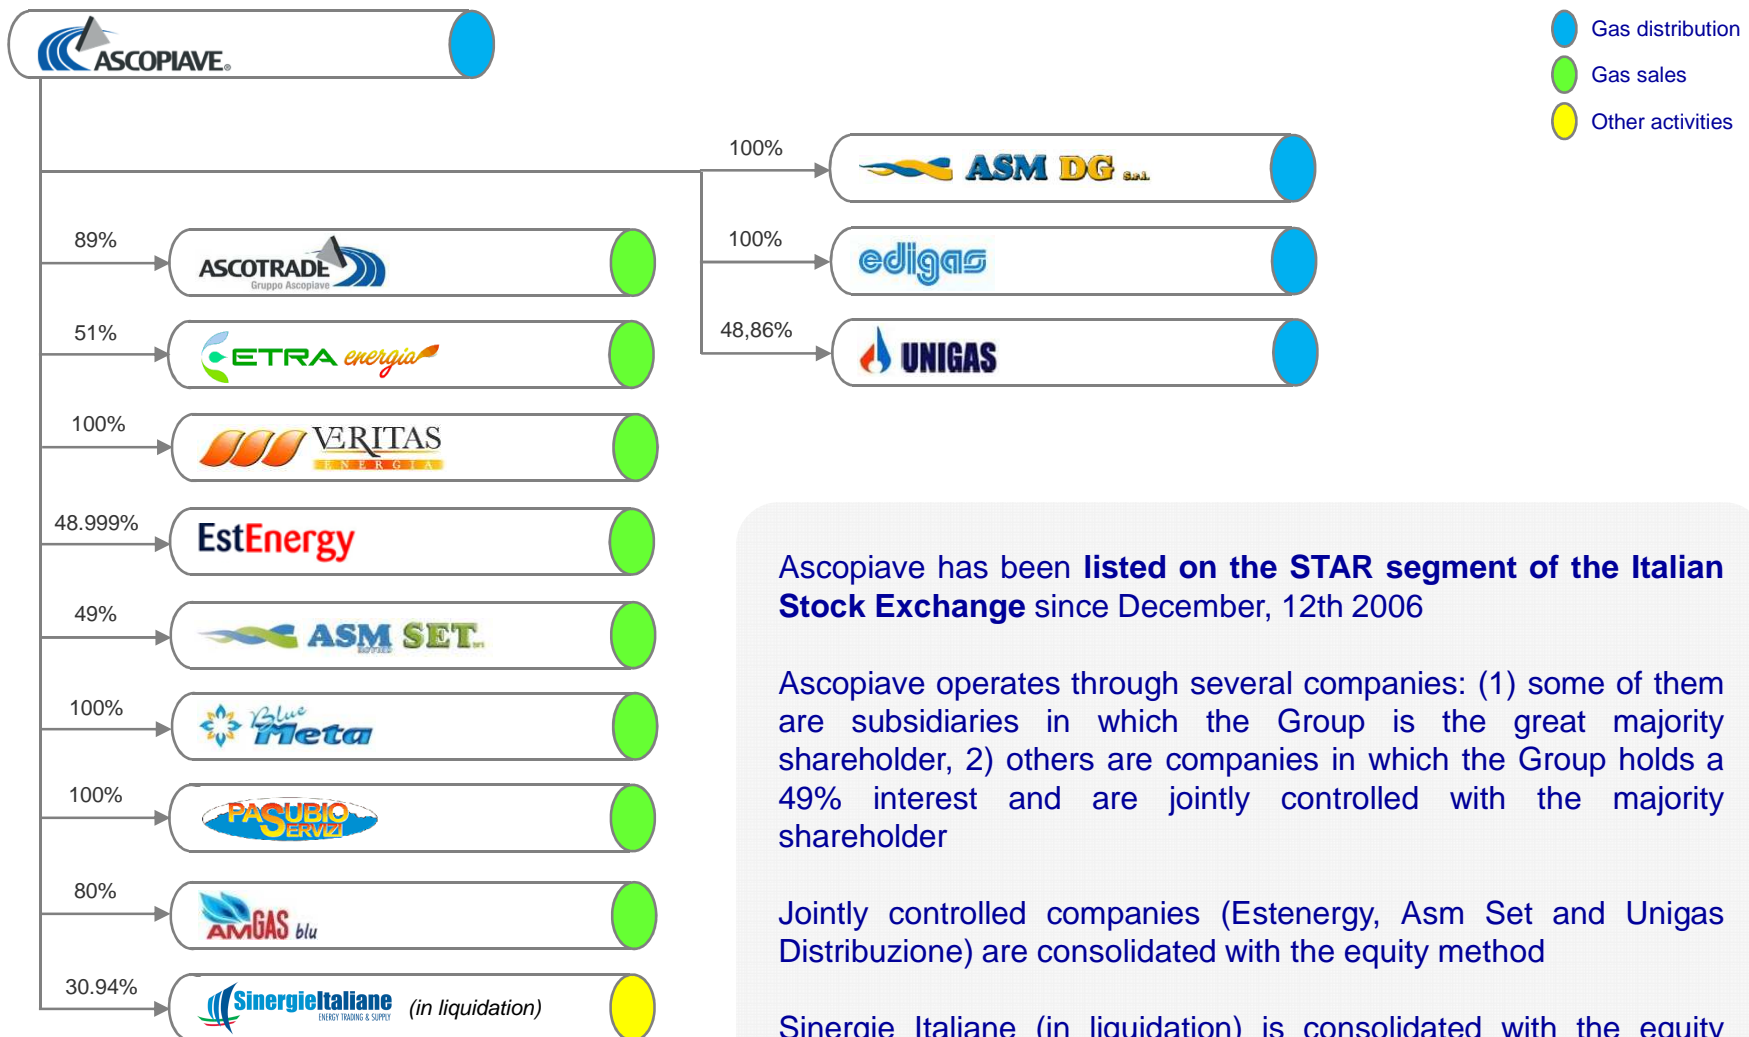 ASCOPIAVE®
Gas distribution
Gas sales
Other activities
100%
ASM DG S.r.l.
89%
ASCOTRADE
Gruppo Ascopiave
100%
edigas
51%
ETRA energia
48,86%
UNIGAS
100%
VERITAS
ENERGIA
48.999%
EstEnergy
49%
ASM SET
ROVIGO
100%
Blue
Meta
100%
PASUBIO
SERVIZI
80%
AMGAS blu
30.94%
SinergieItaliane (in liquidation)
ENERGY TRADING & SUPPLY
Ascopiave has been listed on the STAR segment of the Italian
Stock Exchange since December, 12th 2006
Ascopiave operates through several companies: (1) some of them
are subsidiaries in which the Group is the great majority
shareholder, 2) others are companies in which the Group holds a
49% interest and are jointly controlled with the majority
shareholder
Jointly controlled companies (Estenergy, Asm Set and Unigas
Distribuzione) are consolidated with the equity method
Sinergie Italiane (in liquidation) is consolidated with the equity